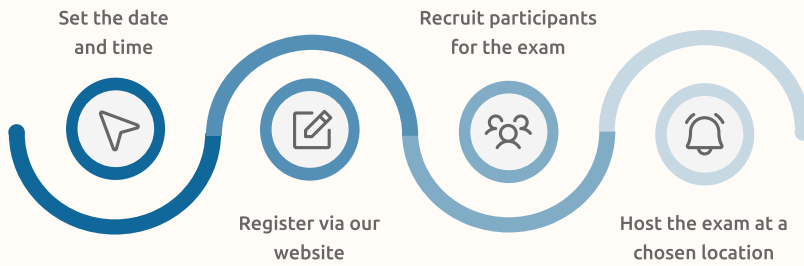 Set the date
and time
Register via our
website
Recruit participants
for the exam
Host the exam at a
chosen location